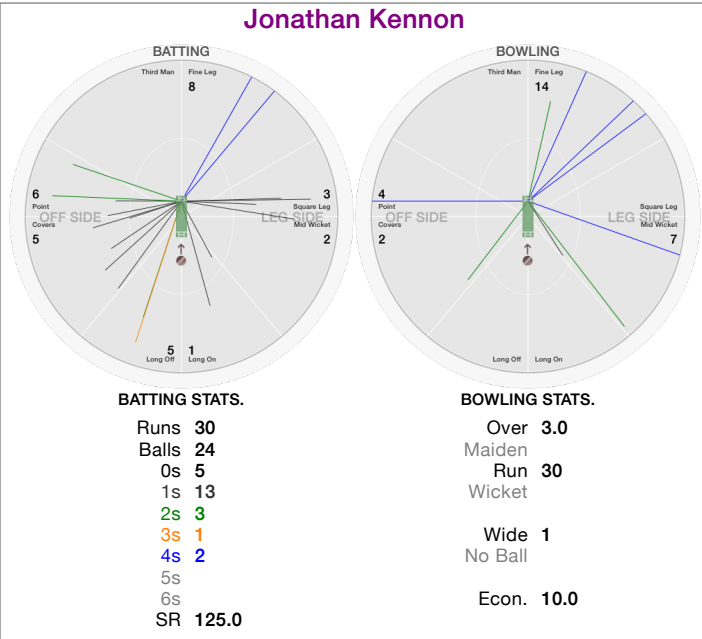 Jonathan Kennon
BATTING
Third Man
Fine Leg
8
6
Point
OFF SIDE
Covers
5
3
Square Leg
LEG SIDE
Mid Wicket
2
5
1
Long Off
Long On
BOWLING
Third Man
Fine Leg
14
4
Point
OFF SIDE
Covers
2
Square Leg
LEG SIDE
Mid Wicket
7
Long Off
Long On
BATTING STATS.
Runs 30
Balls 24
0s 5
1s 13
2s 3
3s 1
4s 2
5s
6s
SR 125.0
BOWLING STATS.
Over 3.0
Maiden
Run 30
Wicket
Wide 1
No Ball
Econ. 10.0